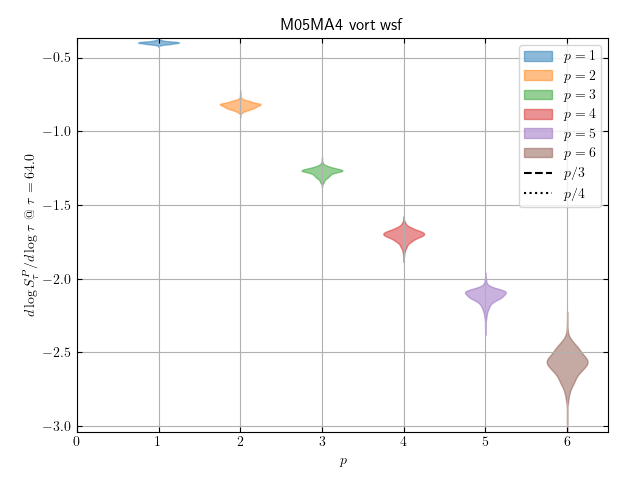 M05MA4 vort wsf
d log S_τ^P / d log τ @ τ = 64.0
−0.5
−1.0
−1.5
−2.0
−2.5
−3.0
0 1 2 3 4 5 6
p
p = 1
p = 2
p = 3
p = 4
p = 5
p = 6
p/3
p/4